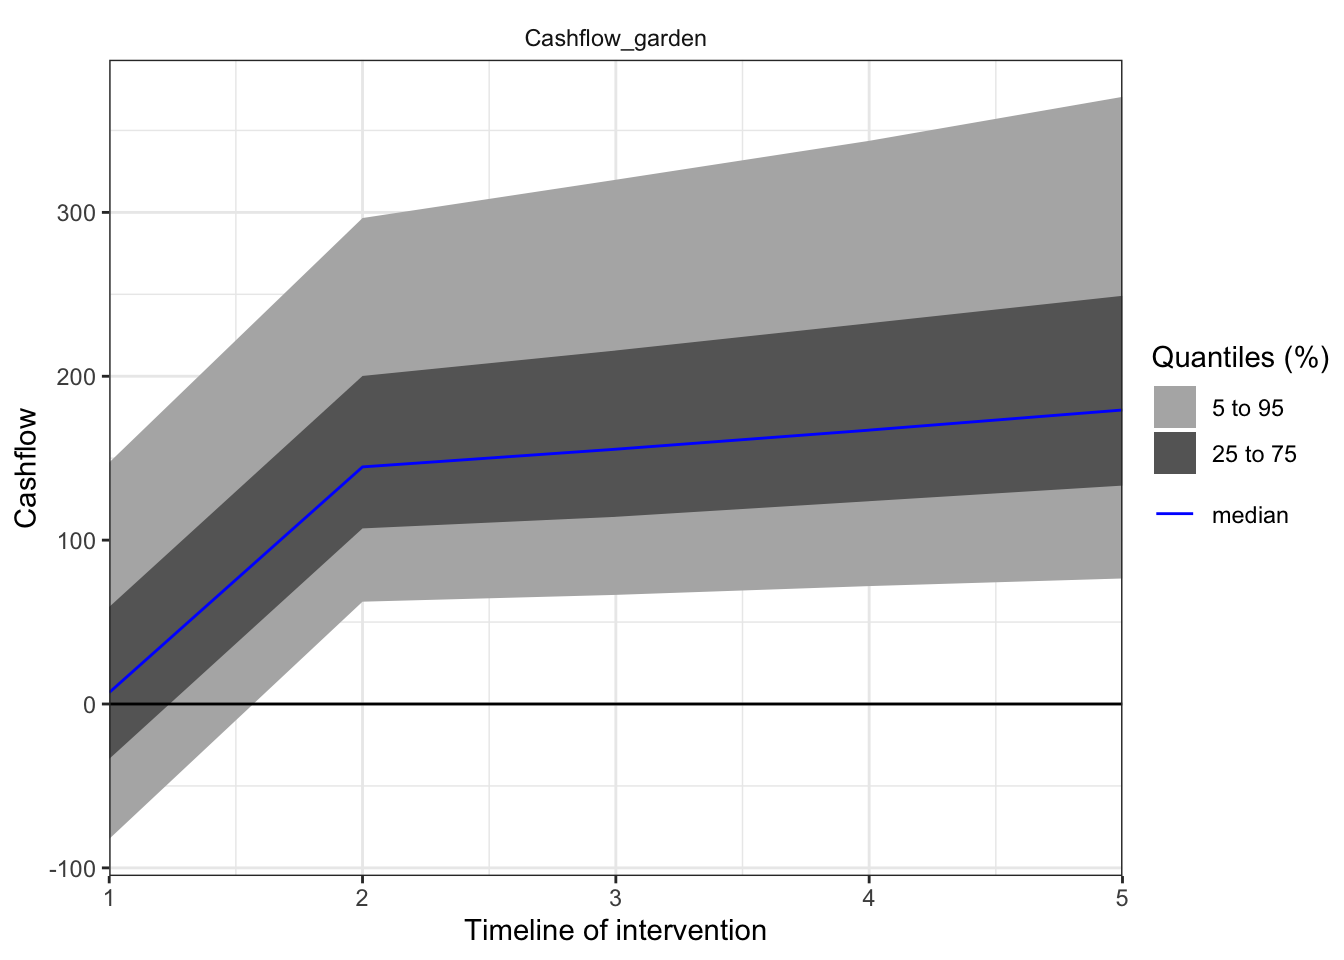 Cashflow_garden
Cashflow
300
200
100
0
-100
1 2 3 4 5
Timeline of intervention
Quantiles (%)
5 to 95
25 to 75
median